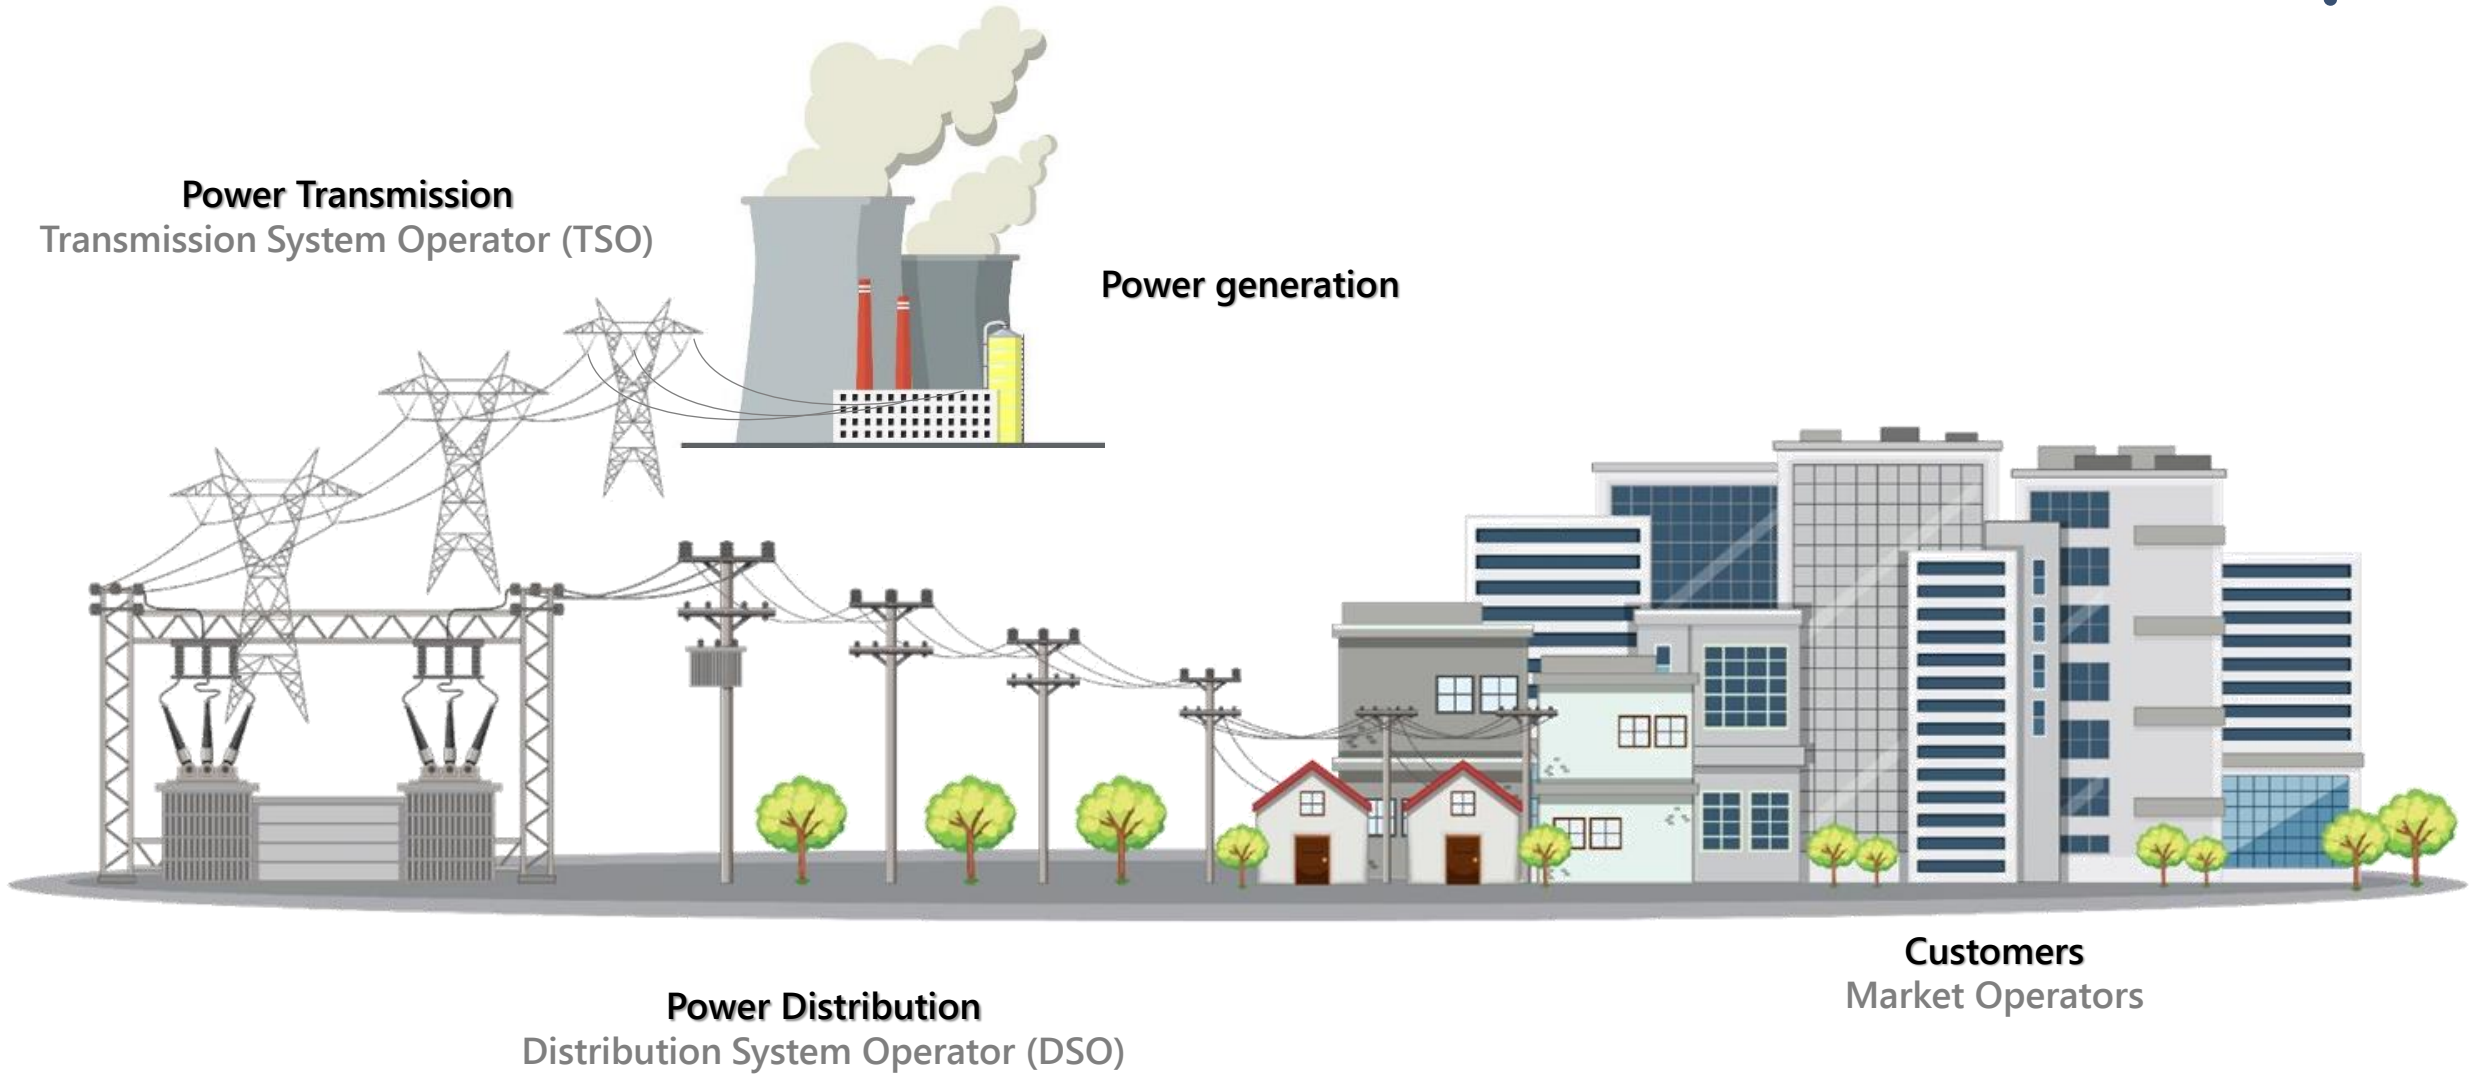 Power Transmission
Transmission System Operator (TSO)
Power generation
Customers
Market Operators
Power Distribution
Distribution System Operator (DSO)